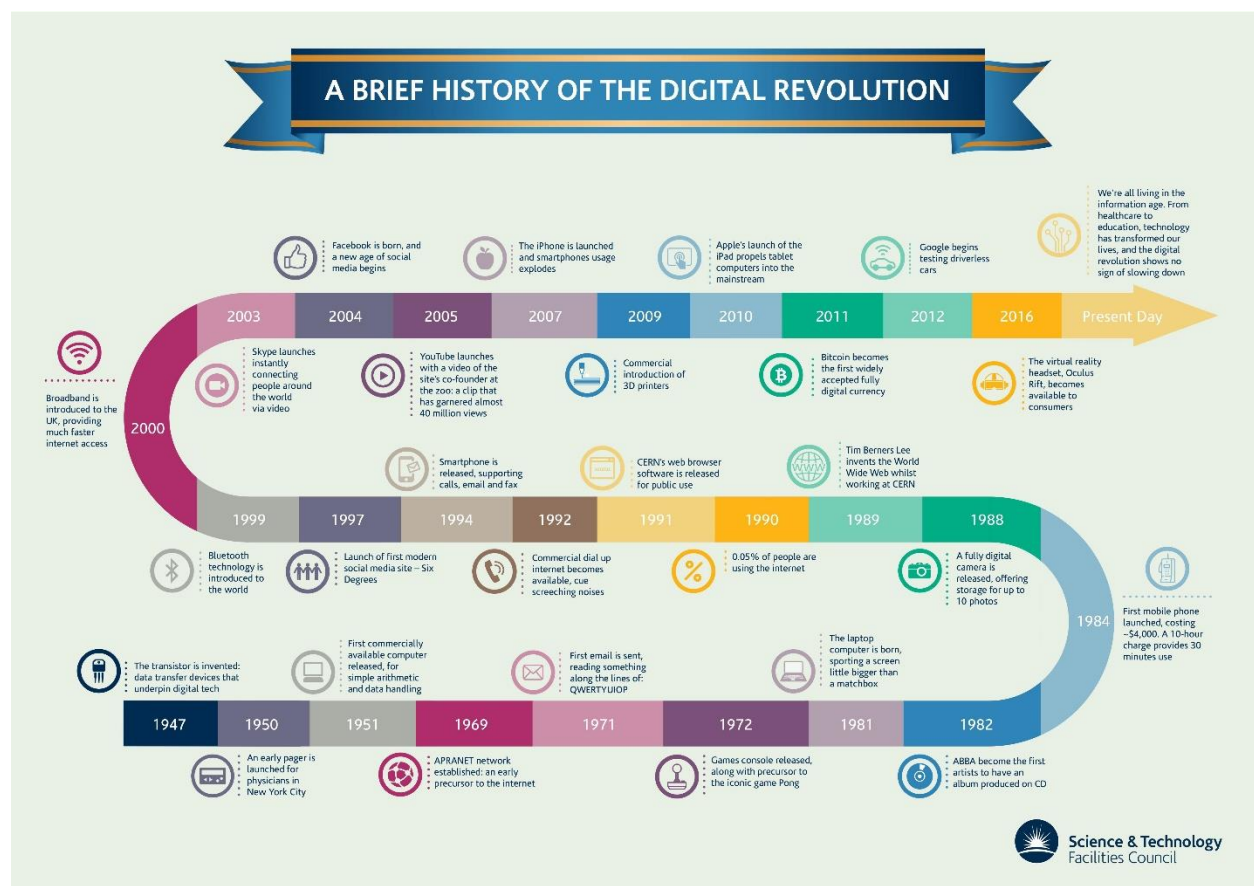 A BRIEF HISTORY OF THE DIGITAL REVOLUTION
We're all living in the
information age. From
healthcare to
education, technology
has transformed our
lives, and the digital
revolution shows no
sign of slowing down
Facebook is born, and
a new age of social
media begins
The iPhone is launched
and smartphones usage
explodes
Apple's launch of the
iPad propels tablet
computers into the
mainstream
Google begins
testing driverless
cars
2003
2004
2005
2007
2009
2010
2011
2012
2016
Present Day
Skype launches
instantly
connecting
people around
the world
via video
YouTube launches
with a video of the
site's co-founder at
the zoo: a clip that
has garnered almost
40 million views
Commercial
introduction of
3D printers
Bitcoin becomes
the first widely
accepted fully
digital currency
The virtual reality
headset, Oculus
Rift, becomes
available to
consumers
Broadband is
introduced to the
UK, providing
much faster
internet access
2000
Smartphone is
released, supporting
calls, email and fax
CERN's web browser
software is released
for public use
Tim Berners Lee
invents the World
Wide Web whilst
working at CERN
WWW
1999
1997
1994
1992
1991
1990
1989
1988
Bluetooth
technology is
introduced to
the world
Launch of first modern
social media site – Six
Degrees
Commercial dial up
internet becomes
available, cue
screeching noises
%
0.05% of people are
using the internet
A fully digital
camera is
released, offering
storage for up to
10 photos
1984
First mobile phone
launched, costing
~$4,000. A 10-hour
charge provides 30
minutes use
The transistor is invented:
data transfer devices that
underpin digital tech
First commercially
available computer
released, for
simple arithmetic
and data handling
First email is sent,
reading something
along the lines of:
QWERTYUIOP
The laptop
computer is born,
sporting a screen
little bigger than
a matchbox
1947
1950
1951
1969
1971
1972
1981
1982
An early pager is
launched for
physicians in
New York City
APRANET network
established: an early
precursor to the internet
Games console released,
along with precursor to
the iconic game Pong
ABBA become the first
artists to have an
album produced on CD
Science & Technology
Facilities Council